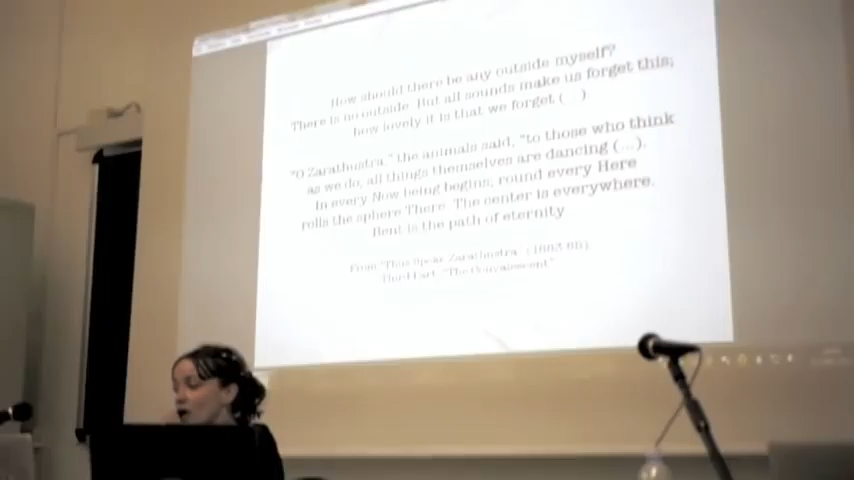 How should there be any outside myself?
There is no outside. But all sounds make us forget this;
how lovely it is that we forget ( )
"O Zarathustra," the animals said, "to those who think
as we do, all things themselves are dancing (...).
In every Now being begins; round every Here
rolls the sphere There. The center is everywhere.
Bent is the path of eternity
From "Thus Spoke Zarathustra" (1883-85)
Third Part, "The Convalescent"